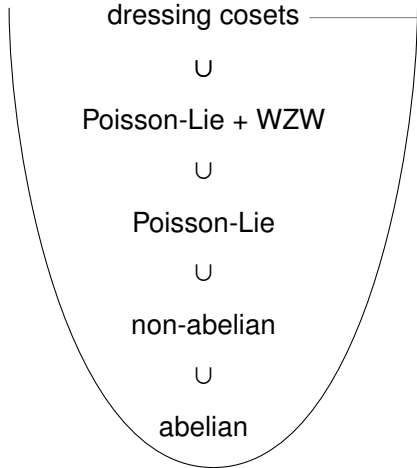 dressing cosets
∪
Poisson-Lie + WZW
∪
Poisson-Lie
∪
non-abelian
∪
abelian